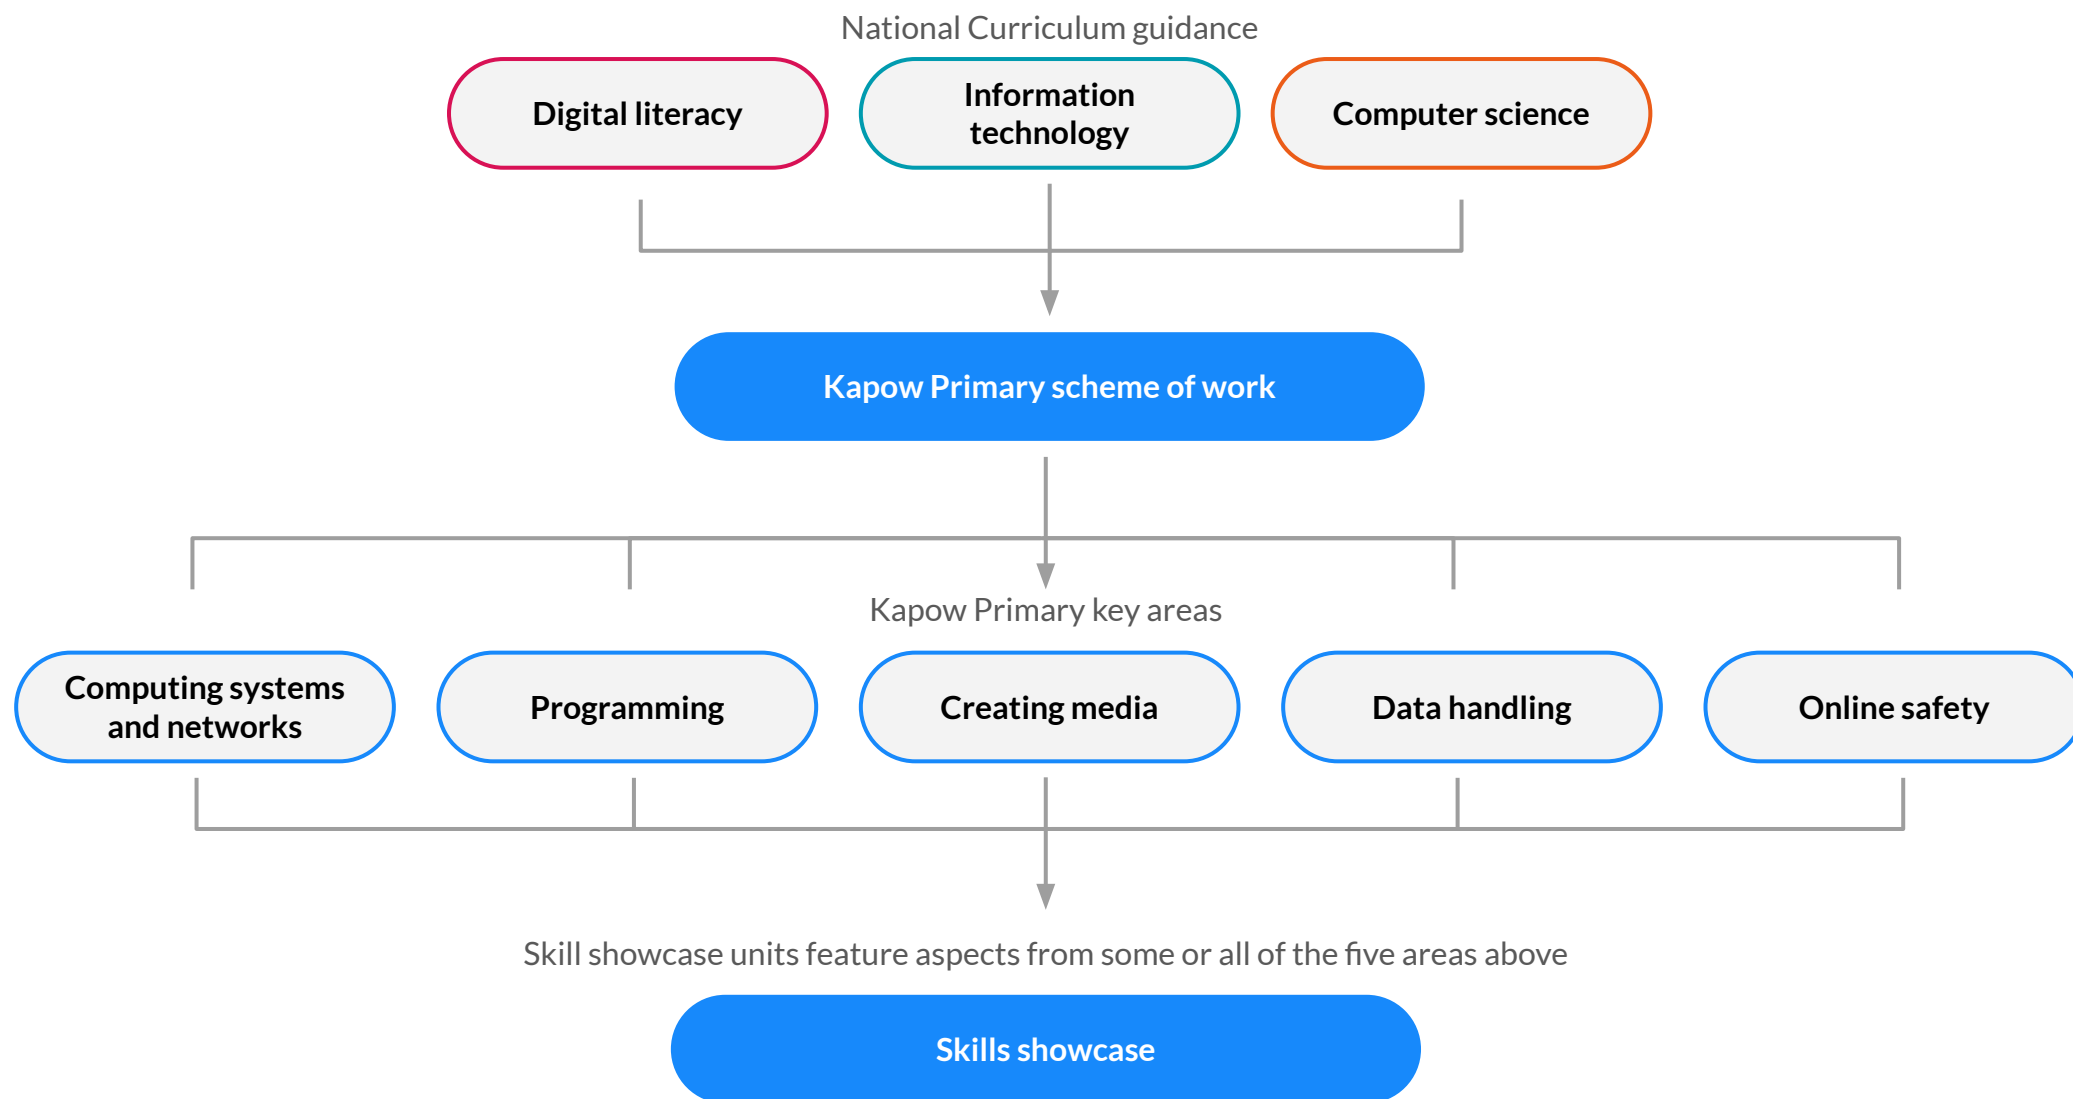 National Curriculum guidance
Digital literacy
Information
technology
Computer science
Kapow Primary scheme of work
Kapow Primary key areas
Computing systems
and networks
Programming
Creating media
Data handling
Online safety
Skill showcase units feature aspects from some or all of the five areas above
Skills showcase